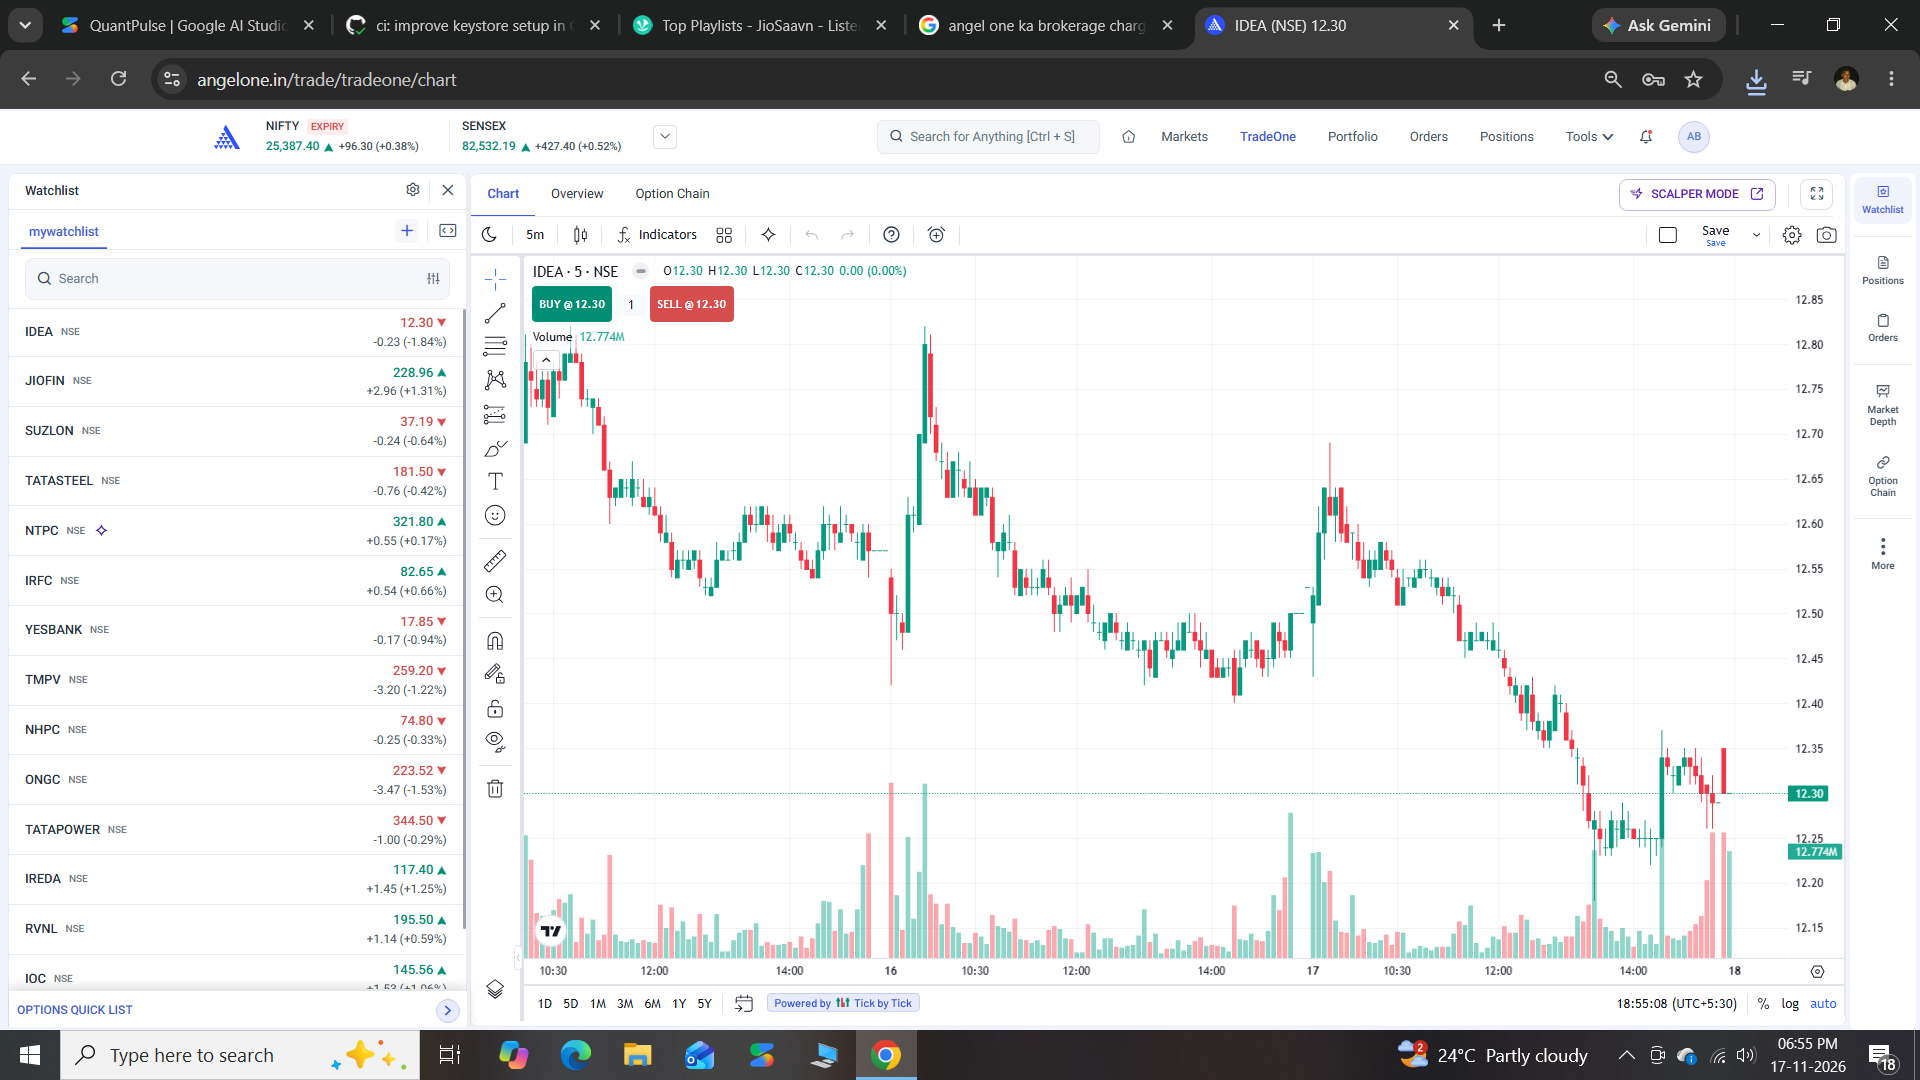 QuantPulse | Google AI Studio
ci: improve keystore setup in
Top Playlists - JioSaavn - Liste
angel one ka brokerage charg
IDEA (NSE) 12.30
Ask Gemini
angelone.in/trade/tradeone/chart
NIFTY EXPIRY
25,387.40 +96.30 (+0.38%)
SENSEX
82,532.19 +427.40 (+0.52%)
Search for Anything [Ctrl + S]
Markets
TradeOne
Portfolio
Orders
Positions
Tools
AB
Watchlist
mywatchlist
Search
IDEA NSE 12.30
-0.23 (-1.84%)
JIOFIN NSE 228.96
+2.96 (+1.31%)
SUZLON NSE 37.19
-0.24 (-0.64%)
TATASTEEL NSE 181.50
-0.76 (-0.42%)
NTPC NSE 321.80
+0.55 (+0.17%)
IRFC NSE 82.65
+0.54 (+0.66%)
YESBANK NSE 17.85
-0.17 (-0.94%)
TMPV NSE 259.20
-3.20 (-1.22%)
NHPC NSE 74.80
-0.25 (-0.33%)
ONGC NSE 223.52
-3.47 (-1.53%)
TATAPOWER NSE 344.50
-1.00 (-0.29%)
IREDA NSE 117.40
+1.45 (+1.25%)
RVNL NSE 195.50
+1.14 (+0.59%)
IOC NSE 145.56
OPTIONS QUICK LIST
Chart Overview Option Chain
SCALPER MODE
5m Indicators
Save
Save
IDEA · 5 · NSE O12.30 H12.30 L12.30 C12.30 0.00 (0.00%)
BUY @ 12.30 1 SELL @ 12.30
Volume 12.774M
12.85
12.80
12.75
12.70
12.65
12.60
12.55
12.50
12.45
12.40
12.35
12.30
12.25
12.774M
12.20
12.15
10:30 12:00 14:00 16 10:30 12:00 14:00 17 10:30 12:00 14:00 18
1D 5D 1M 3M 6M 1Y 5Y
Powered by Tick by Tick
18:55:08 (UTC+5:30) % log auto
Watchlist
Positions
Orders
Market
Depth
Option
Chain
More
Type here to search
2
24°C Partly cloudy
06:55 PM
17-11-2026
18